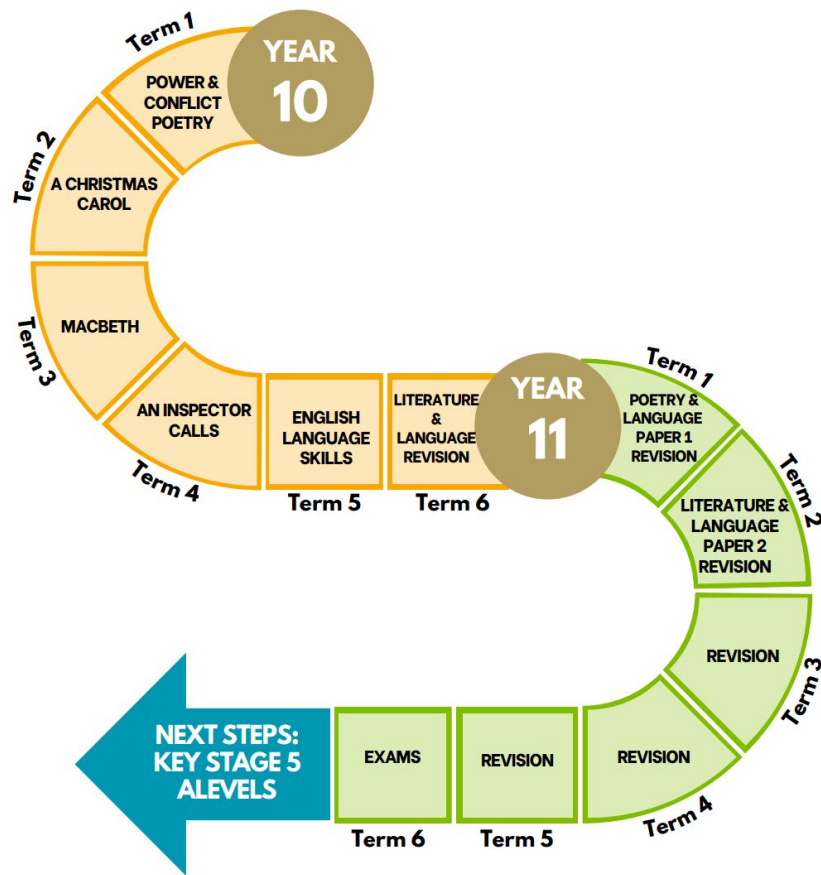 YEAR
10
Term 1
POWER &
CONFLICT
POETRY
Term 2
A CHRISTMAS
CAROL
Term 3
MACBETH
Term 4
AN INSPECTOR
CALLS
Term 5
ENGLISH
LANGUAGE
SKILLS
Term 6
LITERATURE
&
LANGUAGE
REVISION
YEAR
11
Term 1
POETRY &
LANGUAGE
PAPER 1
REVISION
Term 2
LITERATURE &
LANGUAGE
PAPER 2
REVISION
Term 3
REVISION
Term 4
REVISION
Term 5
REVISION
Term 6
EXAMS
NEXT STEPS:
KEY STAGE 5
ALEVELS